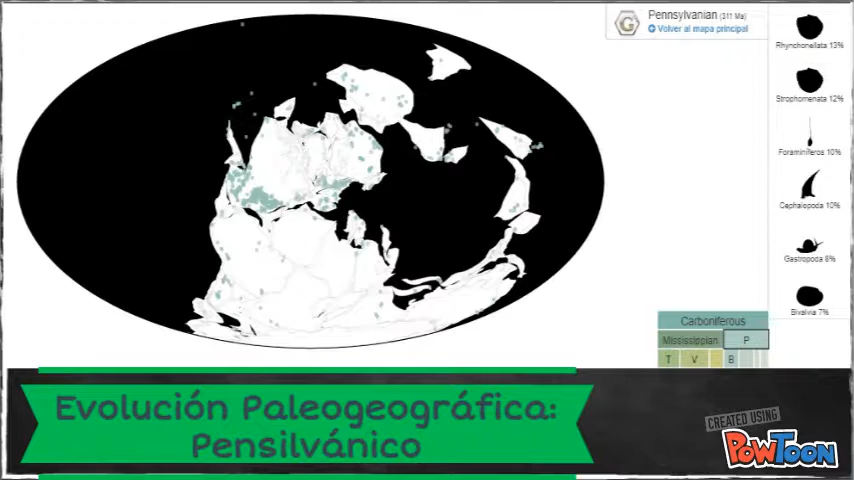 Pennsylvanian (311 Ma)
Volver al mapa principal
Rhynchonellata 13%
Strophomenata 12%
Foraminíferos 10%
Cephalopoda 10%
Gastropoda 8%
Bivalvia 7%
Carboniferous
Mississippian P
T V B
Evolución Paleogeográfica:
Pensilvánico
CREATED USING
POWTOON